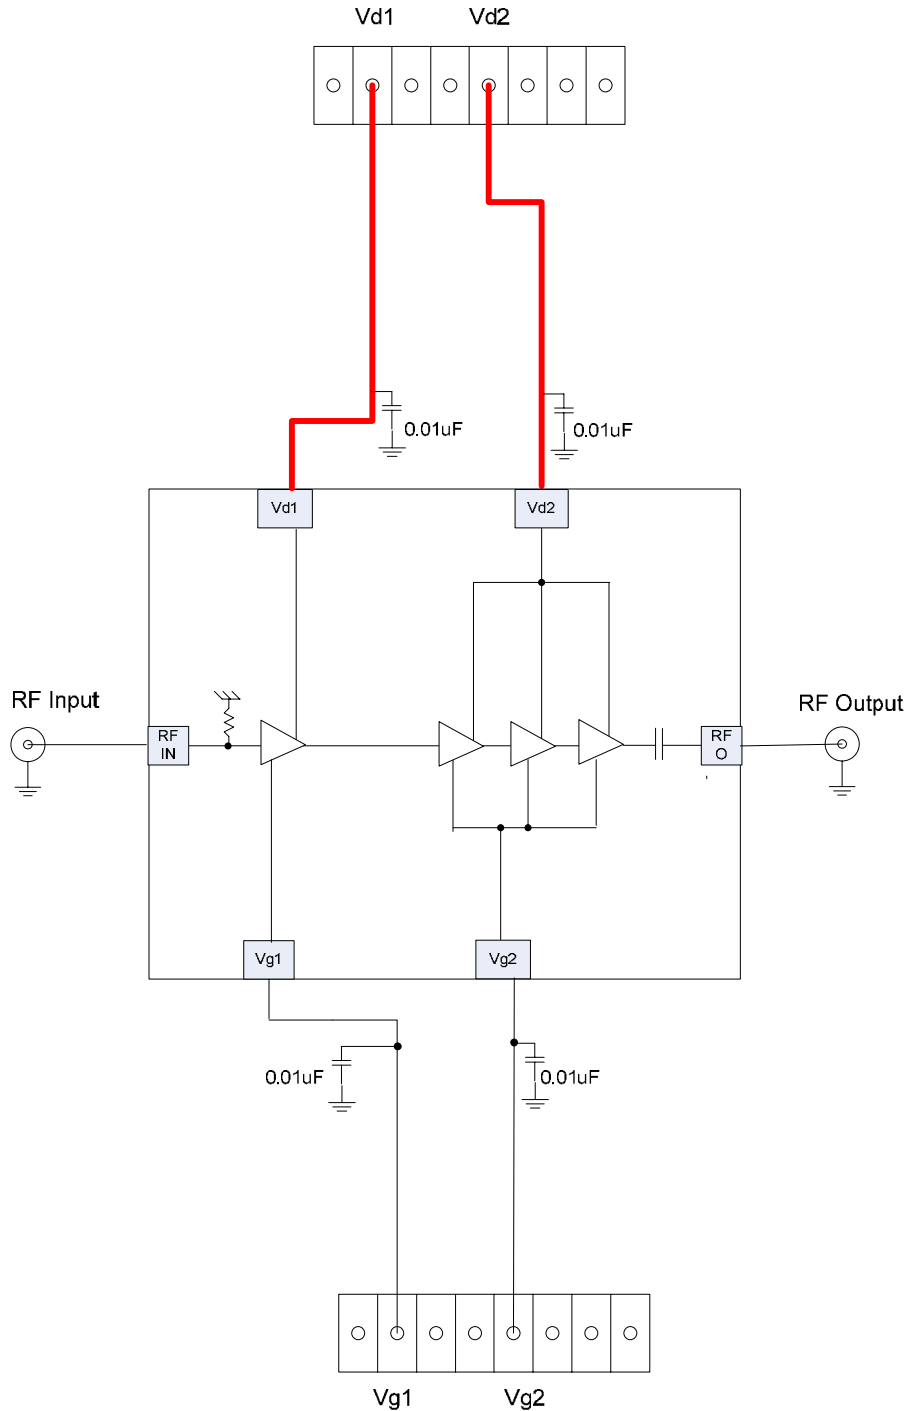 Vd1 Vd2
0.01uF 0.01uF
Vd1 Vd2
RF Input
RF Output
RF
IN
RF
O
Vg1 Vg2
0.01uF 0.01uF
Vg1 Vg2